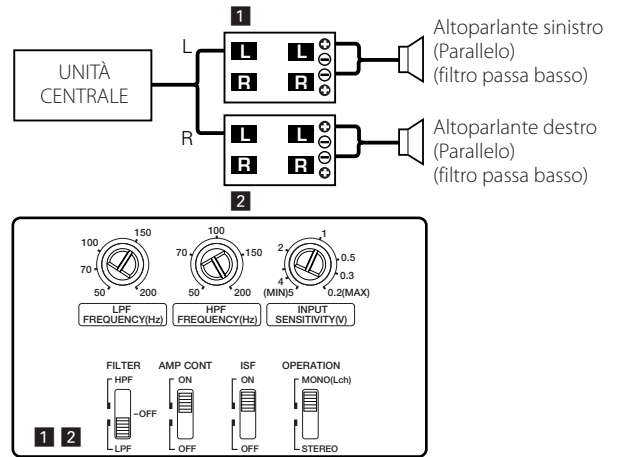 1
L
UNITÀ
CENTRALE
R
L L ⊕
⊖
R R ⊖
⊕
Altoparlante sinistro
(Parallelo)
(filtro passa basso)
L L ⊕
⊖
R R ⊖
⊕
Altoparlante destro
(Parallelo)
(filtro passa basso)
2
50 70 100 150 200
LPF
FREQUENCY(Hz)
50 70 100 150 200
HPF
FREQUENCY(Hz)
(MIN)5 4 2 1 0.5 0.3 0.2(MAX)
INPUT
SENSITIVITY(V)
FILTER AMP CONT ISF OPERATION
HPF ON ON MONO(Lch)
-OFF
1 2
LPF OFF OFF STEREO